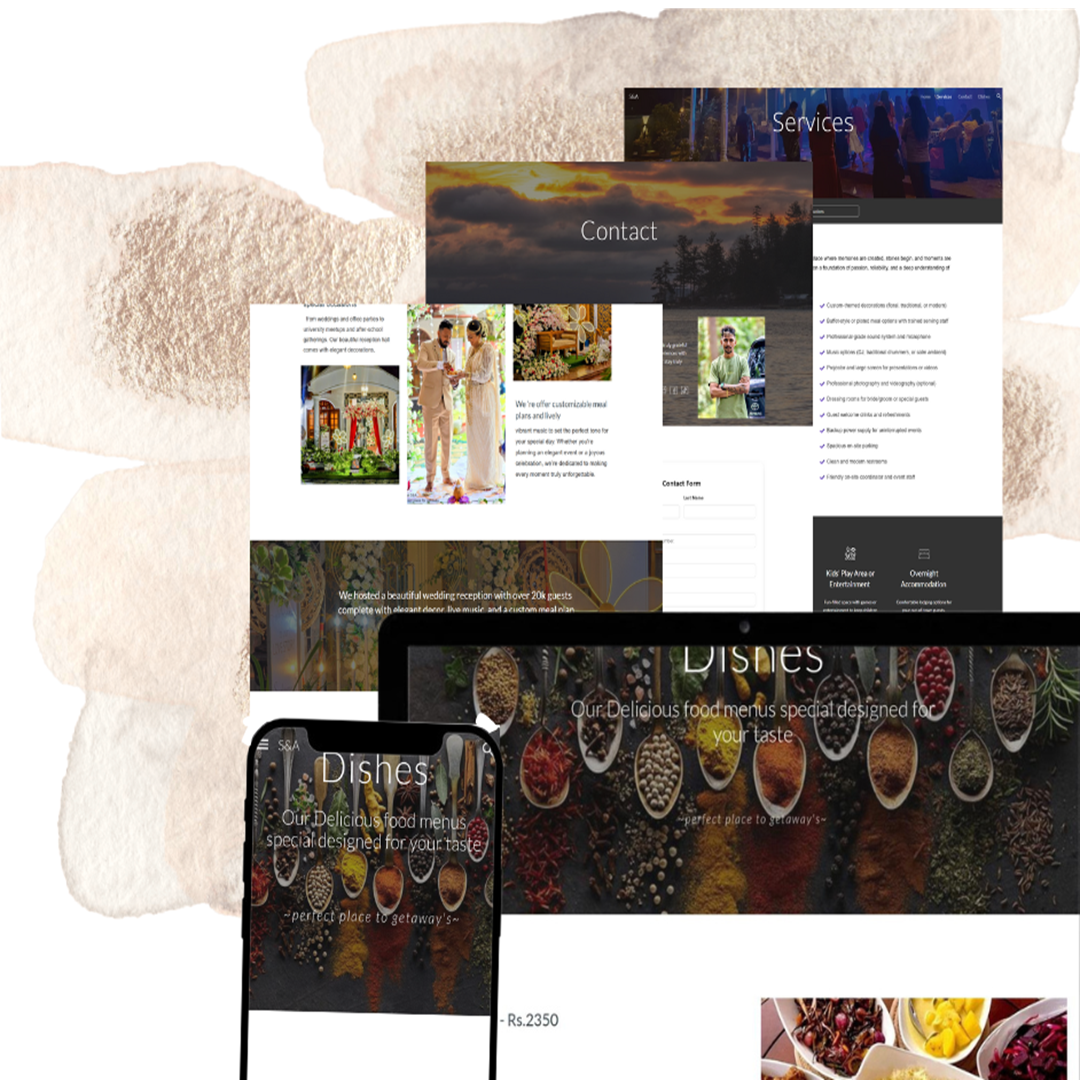 S&A
Home Services Contact Dishes
Services
Contact
from weddings and office parties to
university meetups and after-school
gatherings. Our beautiful reception hall
comes with elegant decorations,
We 're offer customizable meal
plans and lively
vibrant music to set the perfect tone for
your special day. Whether you're
planning an elegant event or a joyous
celebration, we're dedicated to making
every moment truly unforgettable.
We hosted a beautiful wedding reception with over 20k guests
complete with elegant decor, live music, and a custom meal plan
place where memories are created, stories begin, and moments are
on a foundation of passion, reliability, and a deep understanding of
Custom-themed decorations (floral, traditional, or modern)
Buffet-style or plated meal options with trained serving staff
Professional-grade sound system and microphone
Music options (DJ, traditional drummers, or calm ambient)
Projector and large screen for presentations or videos
Professional photography and videography (optional)
Dressing rooms for bride/groom or special guests
Guest welcome drinks and refreshments
Backup power supply for uninterrupted events
Spacious on-site parking
Clean and modern restrooms
Friendly on-site coordinator and event staff
Contact Form
Last Name
Kids' Play Area or
Entertainment
Overnight
Accommodation
Dishes
Our Delicious food menus special designed for
your taste
~perfect place to getaway's~
- Rs.2350
S&A
Dishes
Our Delicious food menus
special designed for your taste
~perfect place to getaway's~